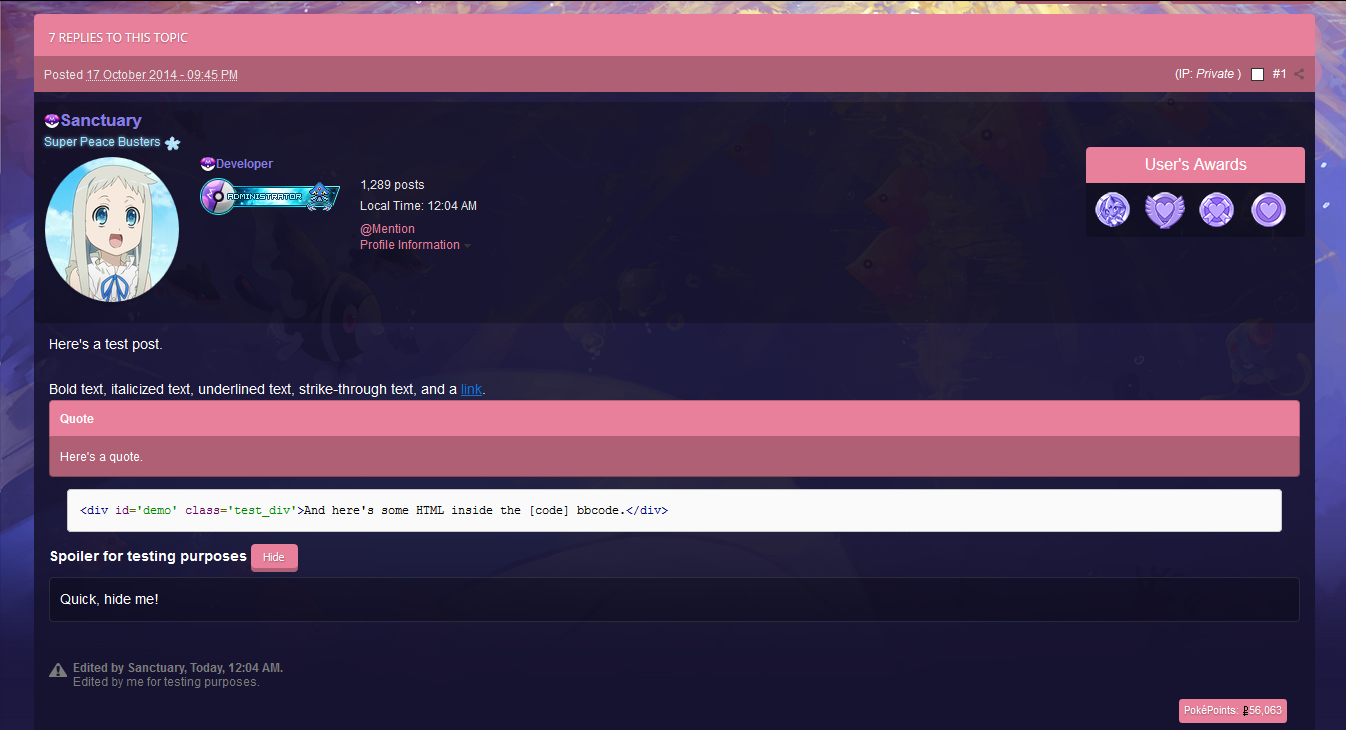 7 REPLIES TO THIS TOPIC
Posted 17 October 2014 - 09:45 PM
(IP: Private ) #1
Sanctuary
Super Peace Busters
Developer
ADMINISTRATOR
1,289 posts
Local Time: 12:04 AM
@Mention
Profile Information
User's Awards
Here's a test post.
Bold text, italicized text, underlined text, strike-through text, and a link.
Quote
Here's a quote.
<div id='demo' class='test_div'>And here's some HTML inside the [code] bbcode.</div>
Spoiler for testing purposes Hide
Quick, hide me!
Edited by Sanctuary, Today, 12:04 AM.
Edited by me for testing purposes.
PokéPoints: 56,063